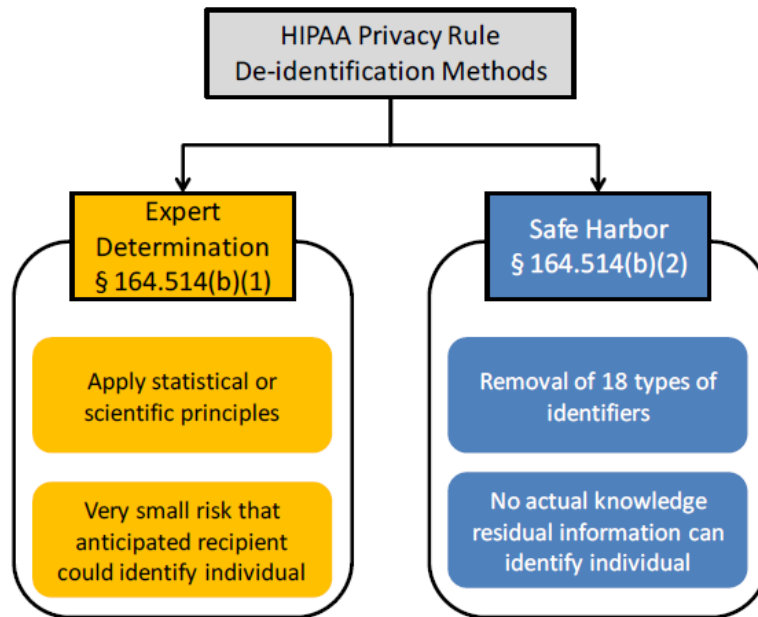 HIPAA Privacy Rule
De-identification Methods
Expert
Determination
§ 164.514(b)(1)
Apply statistical or
scientific principles
Very small risk that
anticipated recipient
could identify individual
Safe Harbor
§ 164.514(b)(2)
Removal of 18 types of
identifiers
No actual knowledge
residual information can
identify individual